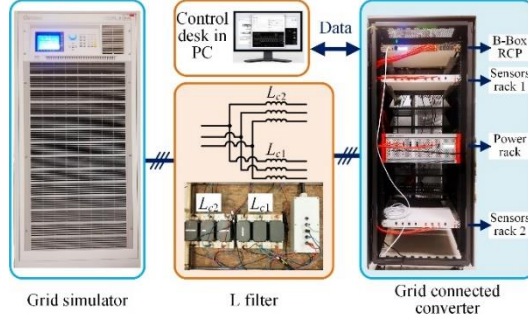 Control
desk in
PC
Data
B-Box
RCP
Sensors
rack 1
Lc2
Lc1
Power
rack
Lc2
Lc1
Sensors
rack 2
Grid simulator
L filter
Grid connected
converter